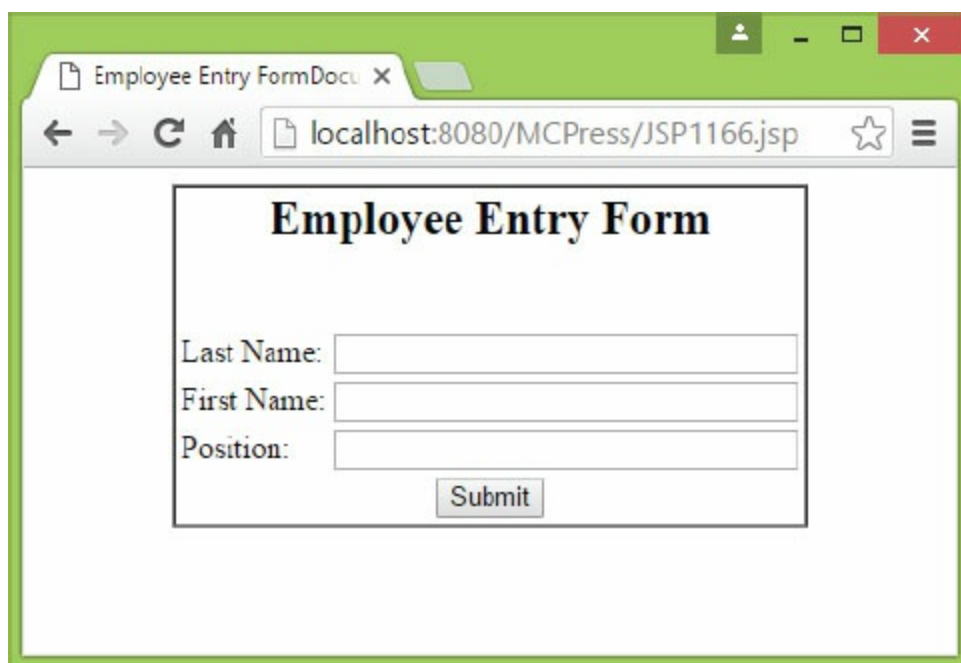 Employee Entry FormDocu
localhost:8080/MCPress/JSP1166.jsp
Employee Entry Form
Last Name:
First Name:
Position:
Submit